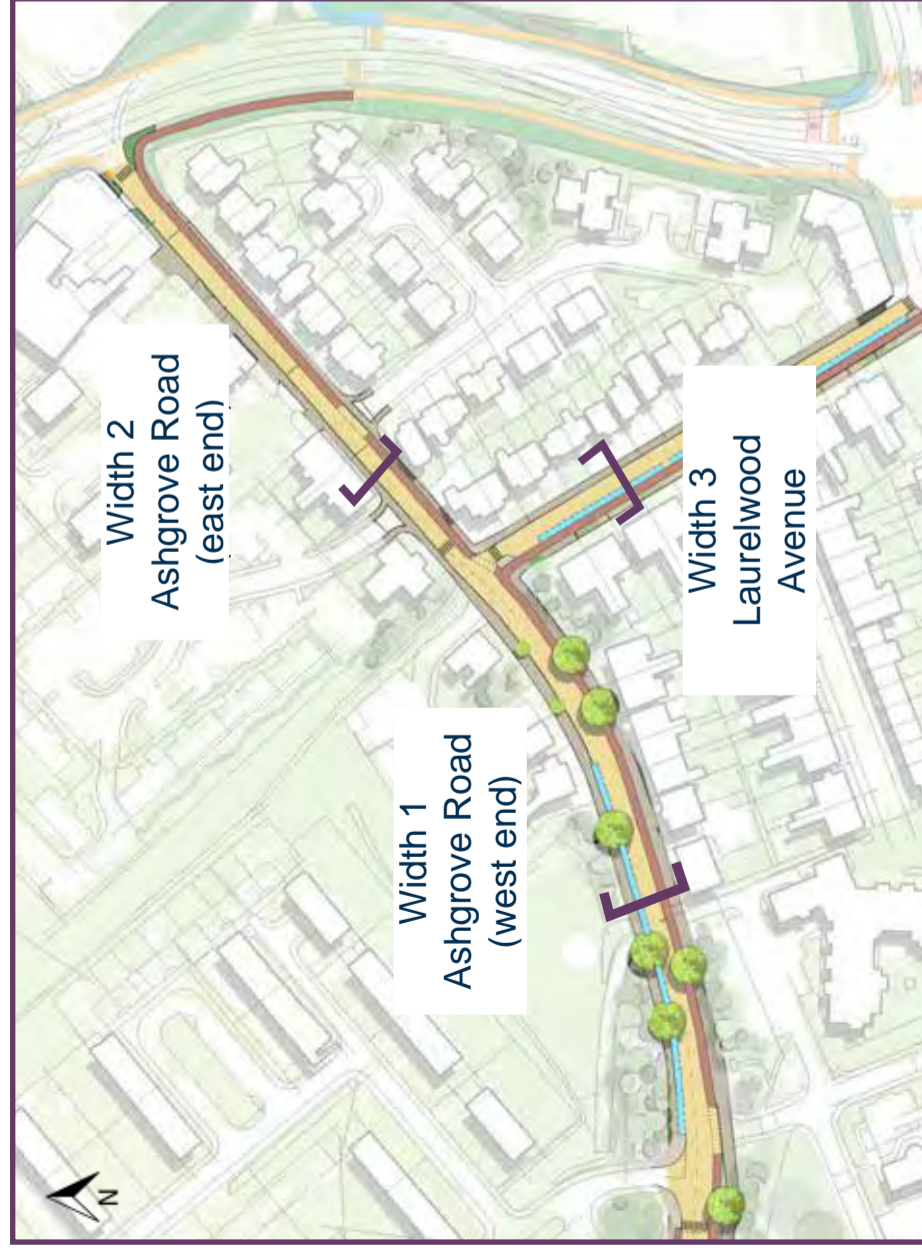 Width 1
Ashgrove Road
(west end)
Width 2
Ashgrove Road
(east end)
Width 3
Laurelwood
Avenue
N